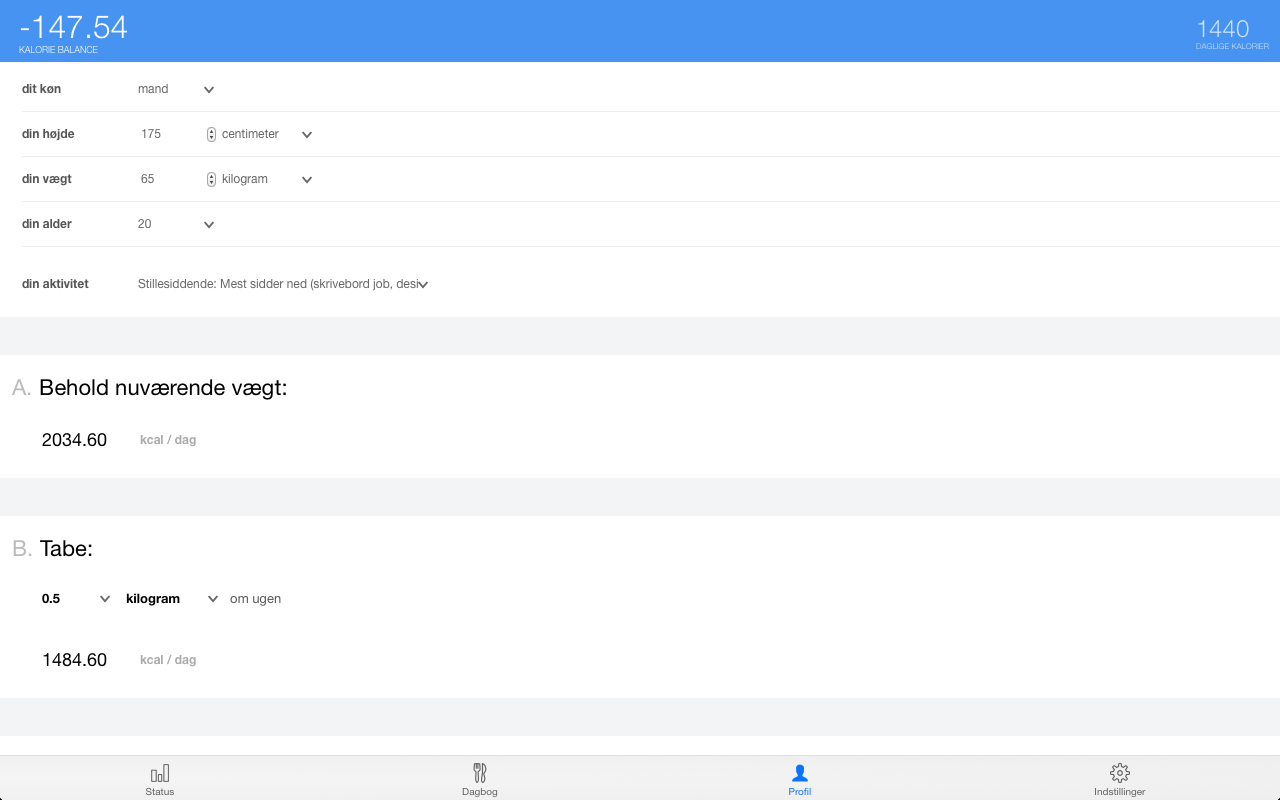 -147.54
KALORIE BALANCE
1440
DAGLIGE KALORIER
dit køn mand
din højde 175 centimeter
din vægt 65 kilogram
din alder 20
din aktivitet Stillesiddende: Mest sidder ned (skrivebord job, desi
A. Behold nuværende vægt:
2034.60 kcal / dag
B. Tabe:
0.5 kilogram om ugen
1484.60 kcal / dag
Status Dagbog Profil Indstillinger